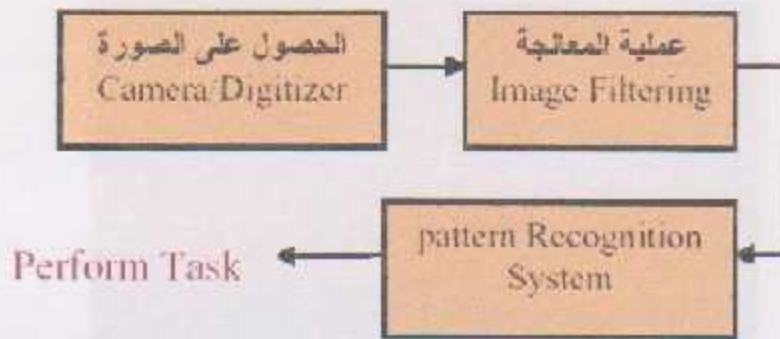 الحصول على الصورة
Camera/Digitizer
عملية المعالجة
Image Filtering
pattern Recognition
System
Perform Task